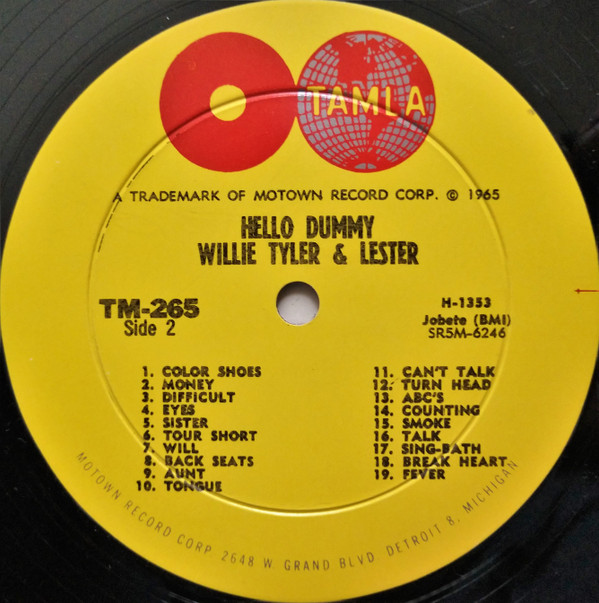 TAMLA
A TRADEMARK OF MOTOWN RECORD CORP. © 1965
HELLO DUMMY
WILLIE TYLER & LESTER
TM-265
Side 2
H-1353
Jobete (BMI)
SR5M-6246
1. COLOR SHOES
2. MONEY
3. DIFFICULT
4. EYES
5. SISTER
6. TOUR SHORT
7. WILL
8. BACK SEATS
9. AUNT
10. TONGUE
11. CAN'T TALK
12. TURN HEAD
13. ABC'S
14. COUNTING
15. SMOKE
16. TALK
17. SING-BATH
18. BREAK HEART
19. FEVER
MOTOWN RECORD CORP. 2648 W. GRAND BLVD. DETROIT 8, MICHIGAN